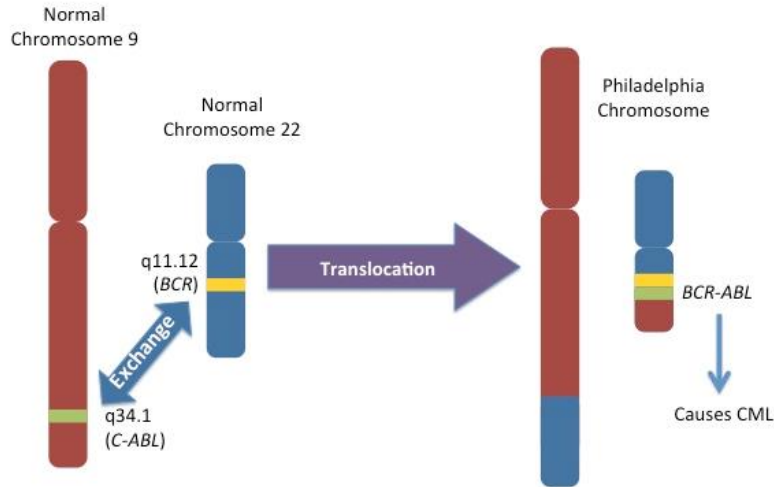 Normal
Chromosome 9
Normal
Chromosome 22
q11.12
(BCR)
Exchange
q34.1
(C-ABL)
Translocation
Philadelphia
Chromosome
BCR-ABL
Causes CML